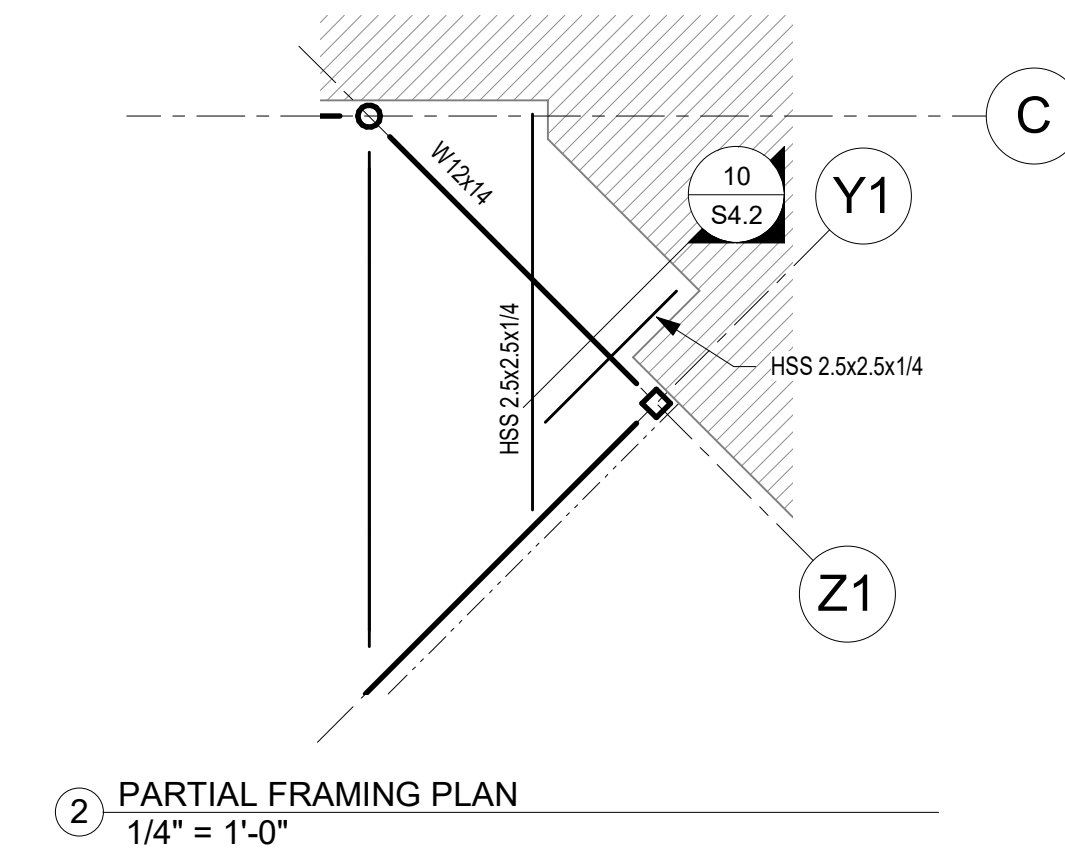 C
W12x14
10
S4.2
Y1
HSS 2.5x2.5x1/4
HSS 2.5x2.5x1/4
Z1
2
PARTIAL FRAMING PLAN
1/4" = 1'-0"